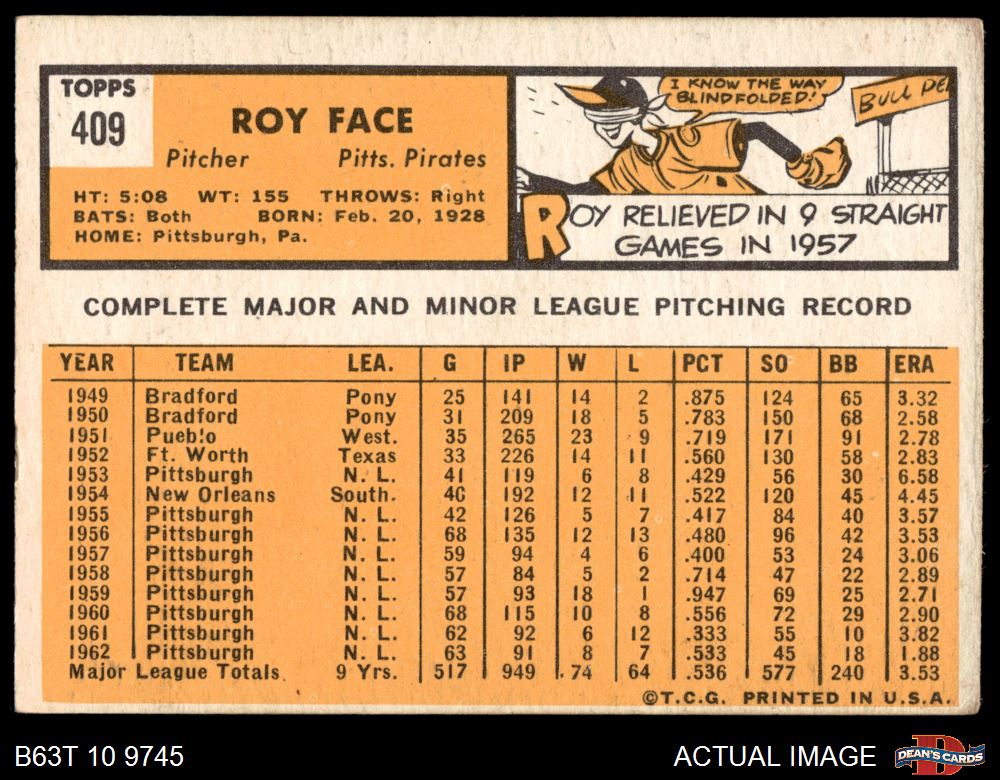 TOPPS
409
ROY FACE
Pitcher Pitts. Pirates
HT: 5:08 WT: 155 THROWS: Right
BATS: Both BORN: Feb. 20, 1928
HOME: Pittsburgh, Pa.
I KNOW THE WAY
BLINDFOLDED!
BULL PE
ROY RELIEVED IN 9 STRAIGHT
GAMES IN 1957
COMPLETE MAJOR AND MINOR LEAGUE PITCHING RECORD
YEAR TEAM LEA. G IP W L PCT SO BB ERA
1949 Bradford Pony 25 141 14 2 .875 124 65 3.32
1950 Bradford Pony 31 209 18 5 .783 150 68 2.58
1951 Pueblo West. 35 265 23 9 .719 171 91 2.78
1952 Ft. Worth Texas 33 226 14 11 .560 130 58 2.83
1953 Pittsburgh N. L. 41 119 6 8 .429 56 30 6.58
1954 New Orleans South. 40 192 12 11 .522 120 45 4.45
1955 Pittsburgh N. L. 42 126 5 7 .417 84 40 3.57
1956 Pittsburgh N. L. 68 135 12 13 .480 96 42 3.53
1957 Pittsburgh N. L. 59 94 4 6 .400 53 24 3.06
1958 Pittsburgh N. L. 57 84 5 2 .714 47 22 2.89
1959 Pittsburgh N. L. 57 93 18 1 .947 69 25 2.71
1960 Pittsburgh N. L. 68 115 10 8 .556 72 29 2.90
1961 Pittsburgh N. L. 62 92 6 12 .333 55 10 3.82
1962 Pittsburgh N. L. 63 91 8 7 .533 45 18 1.88
Major League Totals 9 Yrs. 517 949 74 64 .536 577 240 3.53
©T.C.G. PRINTED IN U.S.A.
B63T 10 9745 ACTUAL IMAGE DEAN'S CARDS